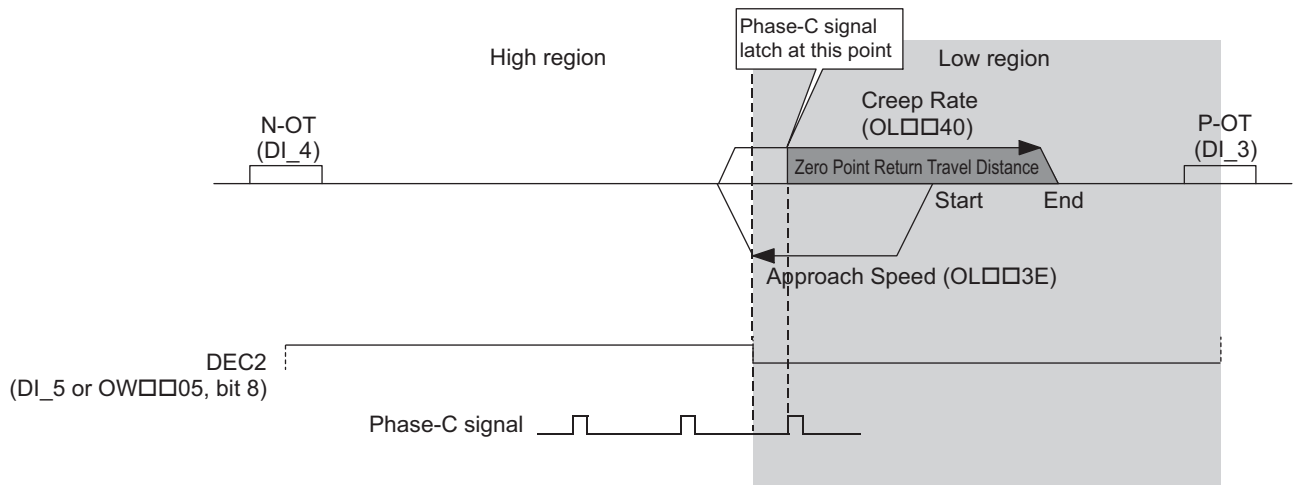 Phase-C signal
latch at this point
High region
Low region
Creep Rate
(OL□□40)
N-OT
(DI_4)
P-OT
(DI_3)
Zero Point Return Travel Distance
Start
End
Approach Speed (OL□□3E)
DEC2
(DI_5 or OW□□05, bit 8)
Phase-C signal